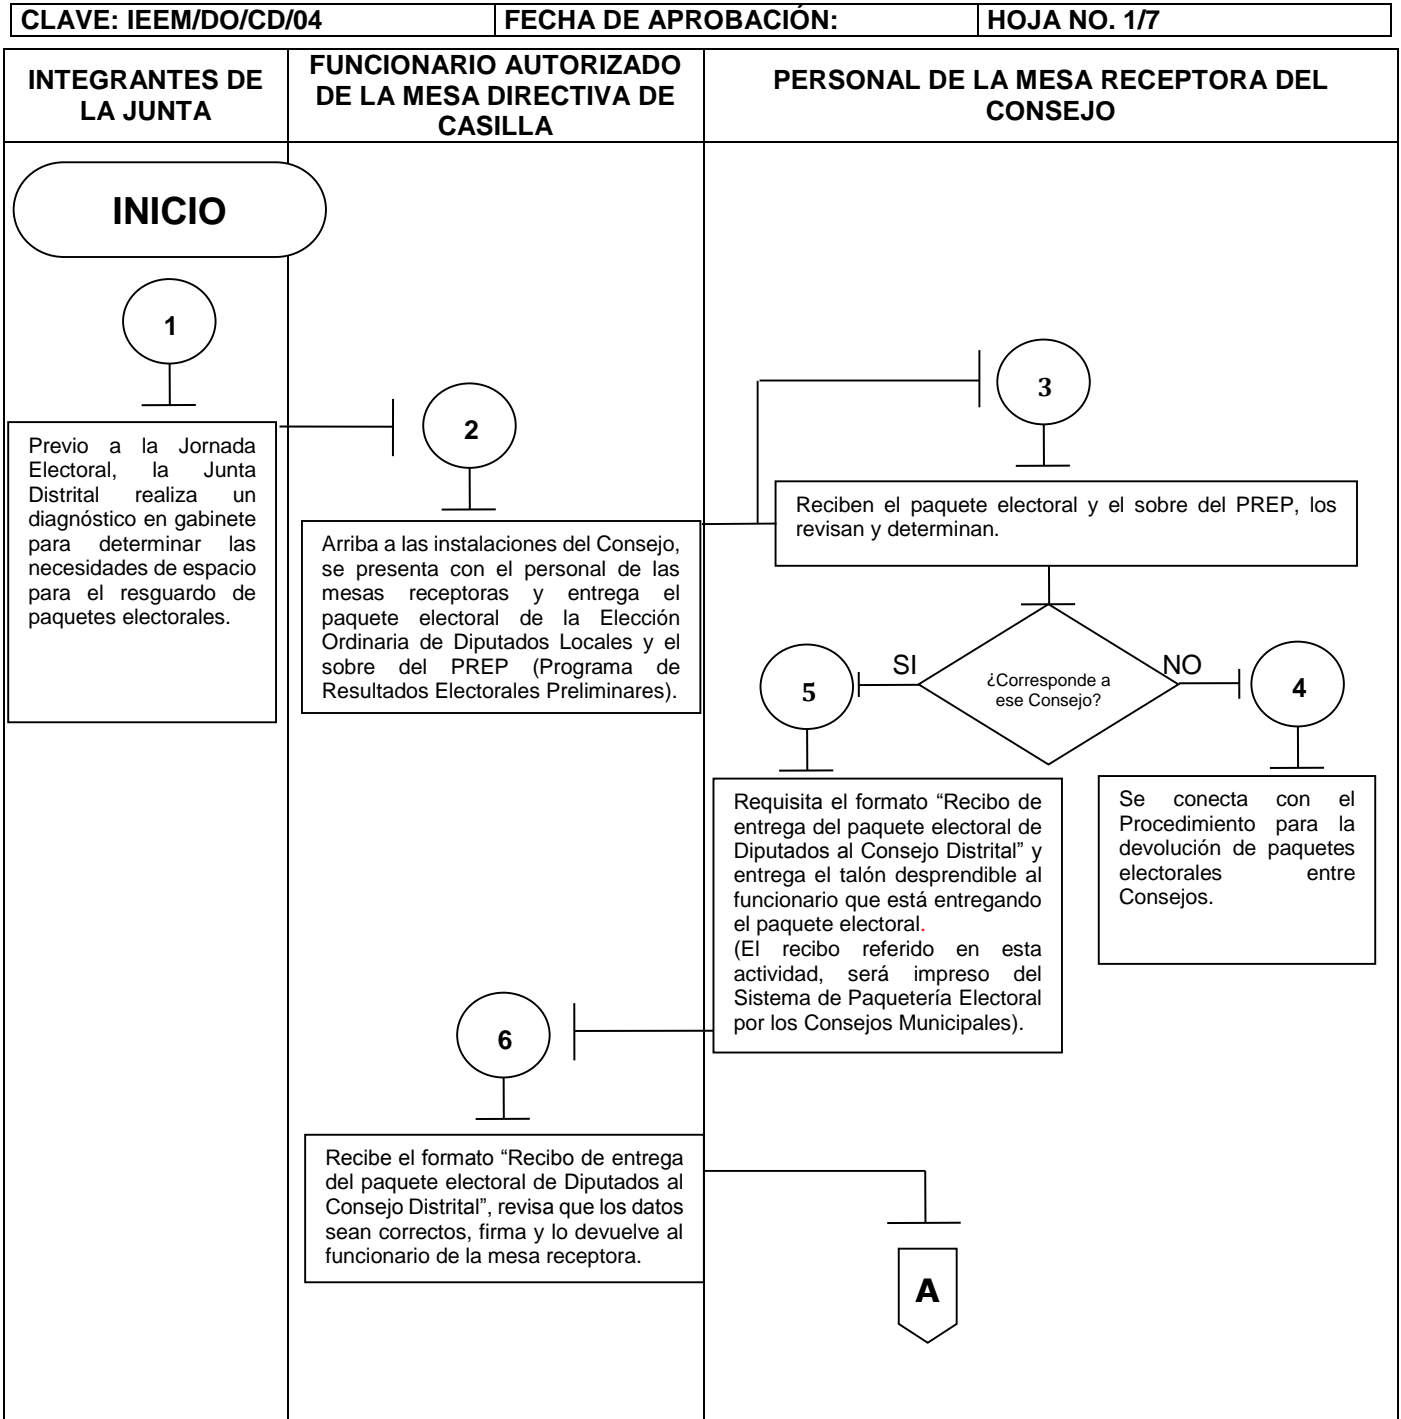 CLAVE: IEEM/DO/CD/04
FECHA DE APROBACIÓN:
HOJA NO. 1/7
INTEGRANTES DE
LA JUNTA
FUNCIONARIO AUTORIZADO
DE LA MESA DIRECTIVA DE
CASILLA
PERSONAL DE LA MESA RECEPTORA DEL
CONSEJO
INICIO
1
Previo a la Jornada
Electoral, la Junta
Distrital realiza un
diagnóstico en gabinete
para determinar las
necesidades de espacio
para el resguardo de
paquetes electorales.
2
Arriba a las instalaciones del Consejo,
se presenta con el personal de las
mesas receptoras y entrega el
paquete electoral de la Elección
Ordinaria de Diputados Locales y el
sobre del PREP (Programa de
Resultados Electorales Preliminares).
3
Reciben el paquete electoral y el sobre del PREP, los
revisan y determinan.
¿Corresponde a
ese Consejo?
SI
NO
5
4
Requisita el formato “Recibo de
entrega del paquete electoral de
Diputados al Consejo Distrital” y
entrega el talón desprendible al
funcionario que está entregando
el paquete electoral.
(El recibo referido en esta
actividad, será impreso del
Sistema de Paquetería Electoral
por los Consejos Municipales).
Se conecta con el
Procedimiento para la
devolución de paquetes
electorales entre
Consejos.
6
Recibe el formato “Recibo de entrega
del paquete electoral de Diputados al
Consejo Distrital”, revisa que los datos
sean correctos, firma y lo devuelve al
funcionario de la mesa receptora.
A